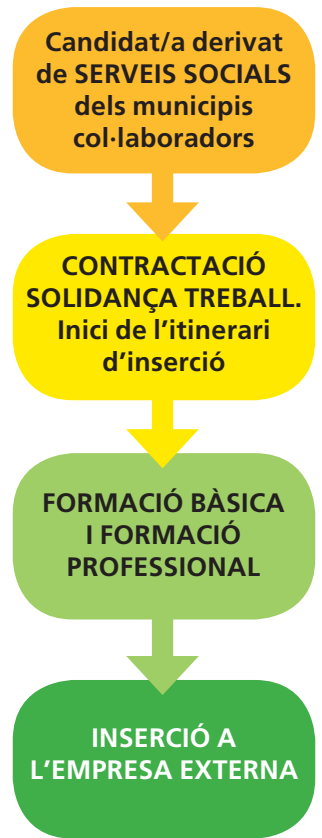 Candidat/a derivat
de SERVEIS SOCIALS
dels municipis
col·laboradors
CONTRACTACIÓ
SOLIDANÇA TREBALL.
Inici de l’itinerari
d’inserció
FORMACIÓ BÀSICA
I FORMACIÓ
PROFESSIONAL
INSERCIÓ A
L’EMPRESA EXTERNA